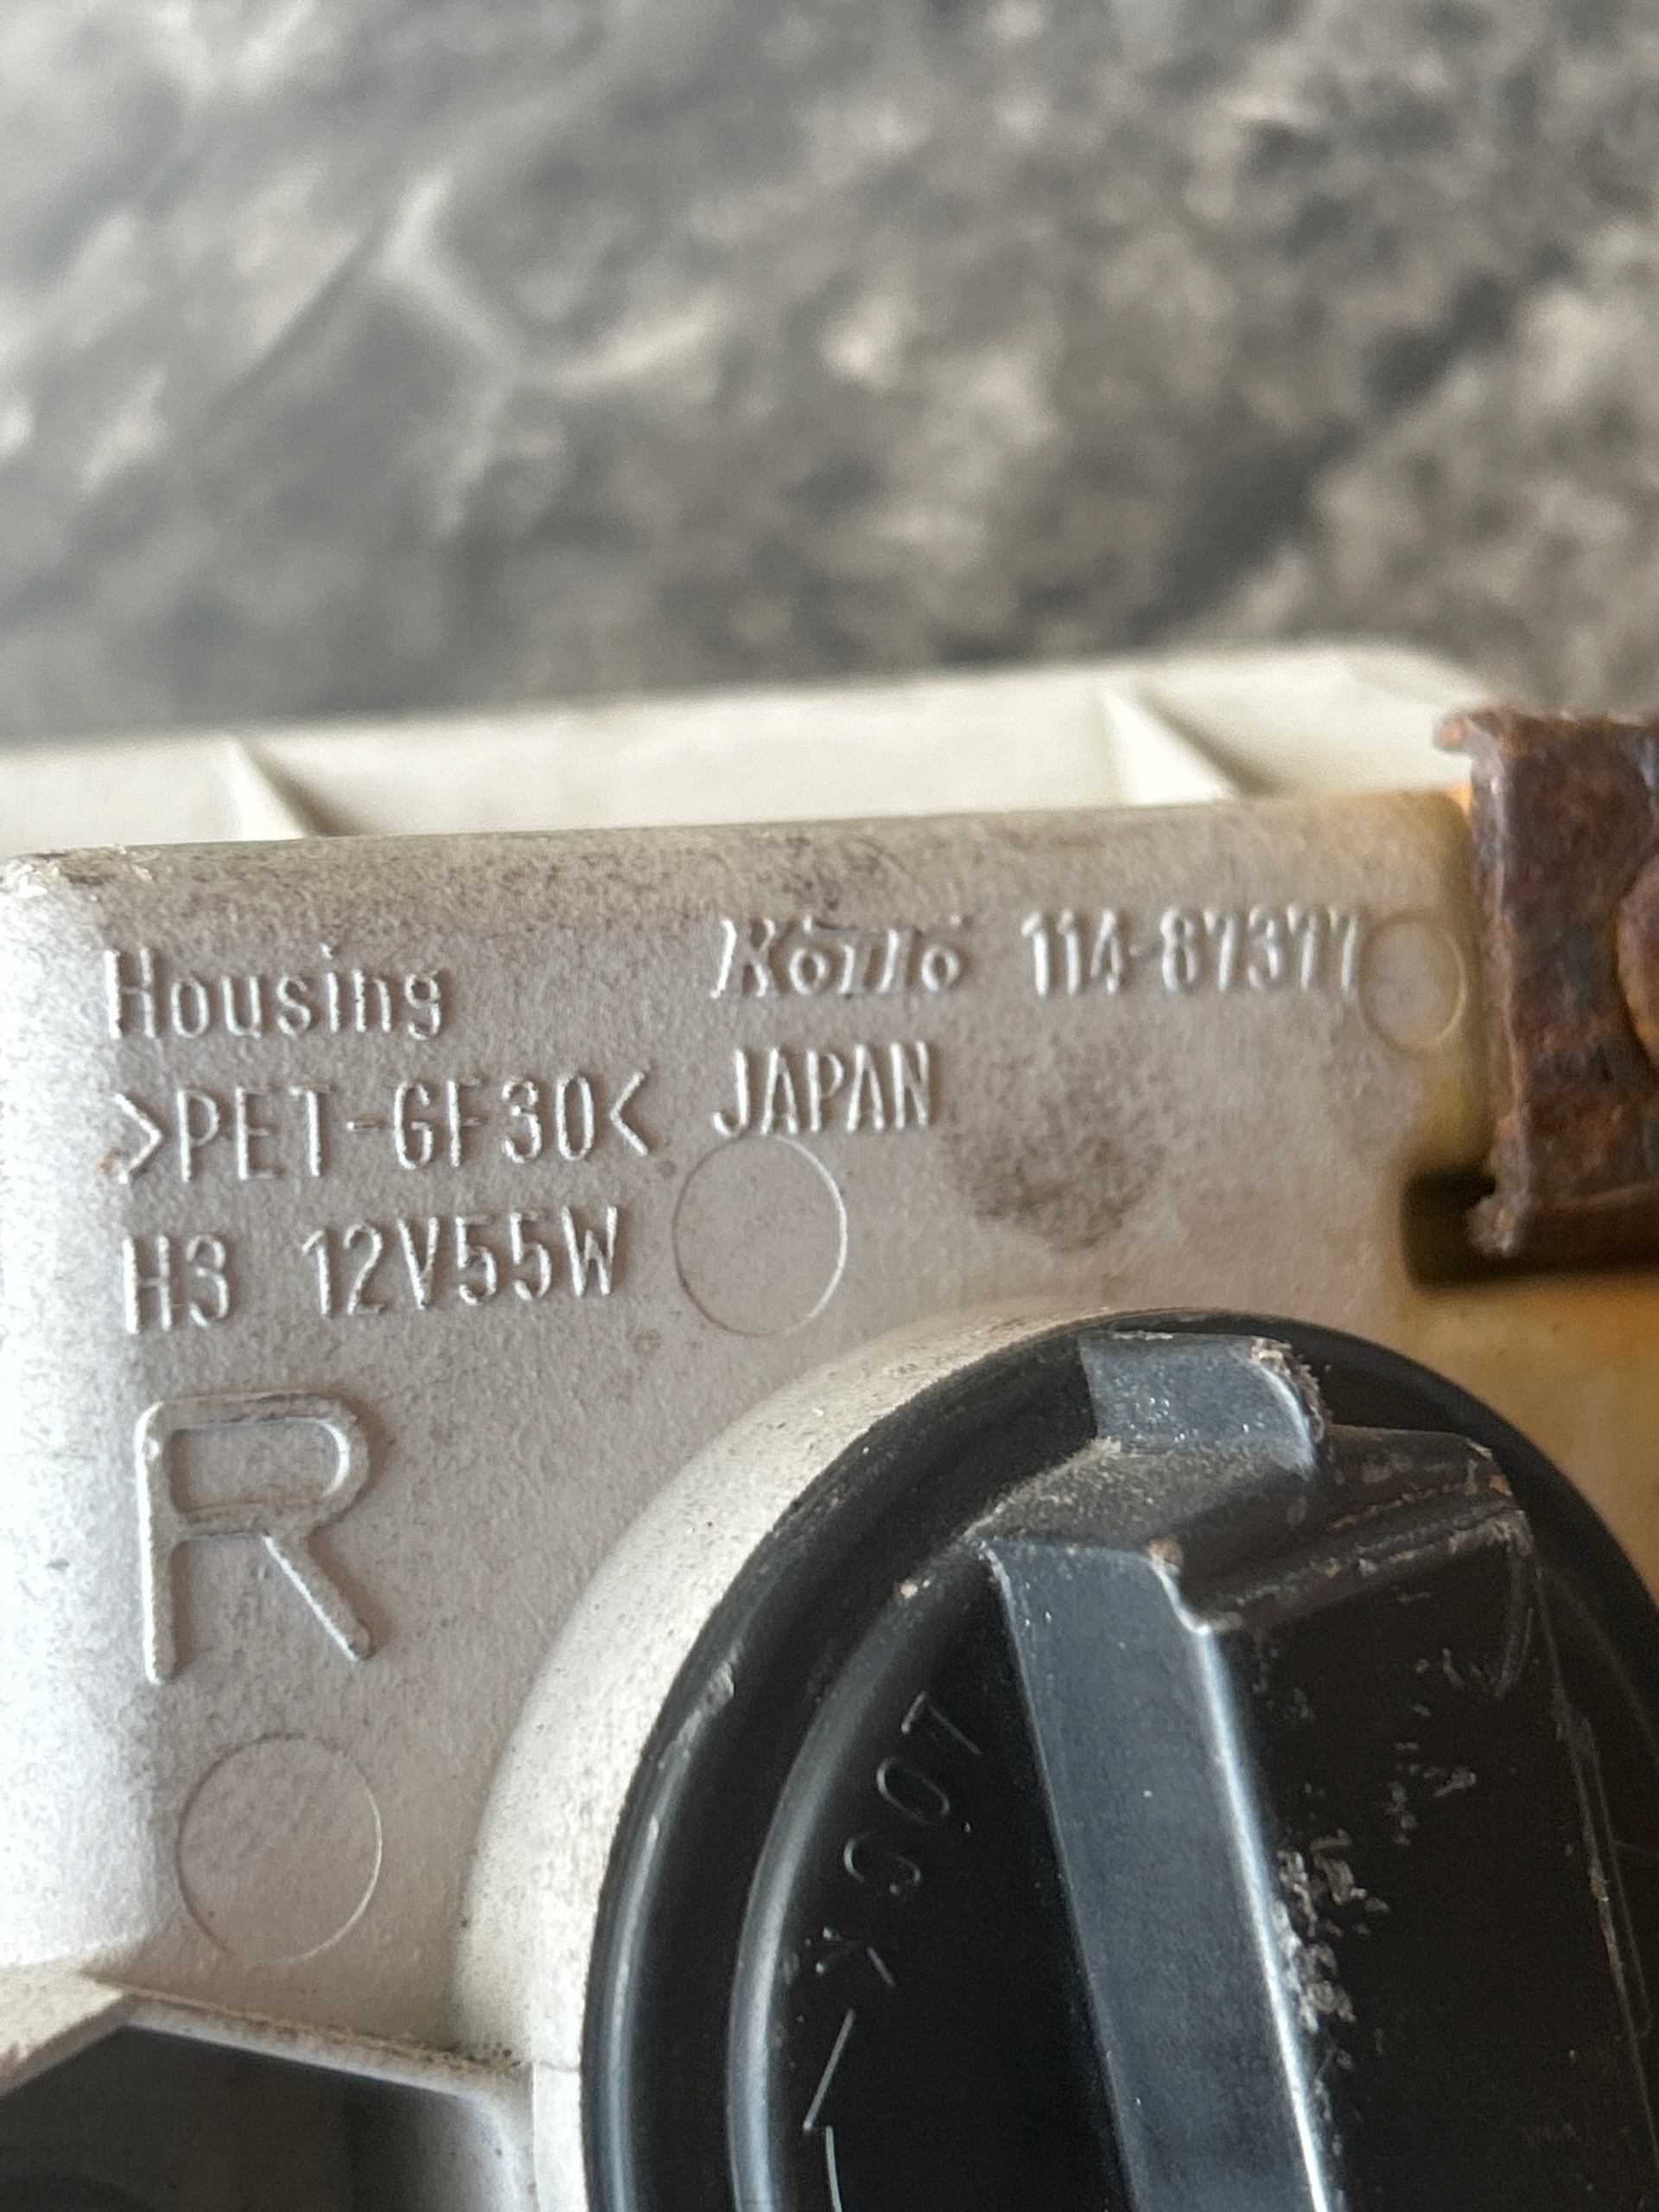 Housing
Koito 114-87377
>PET-GF30<
JAPAN
H3 12V55W
R
LOCK